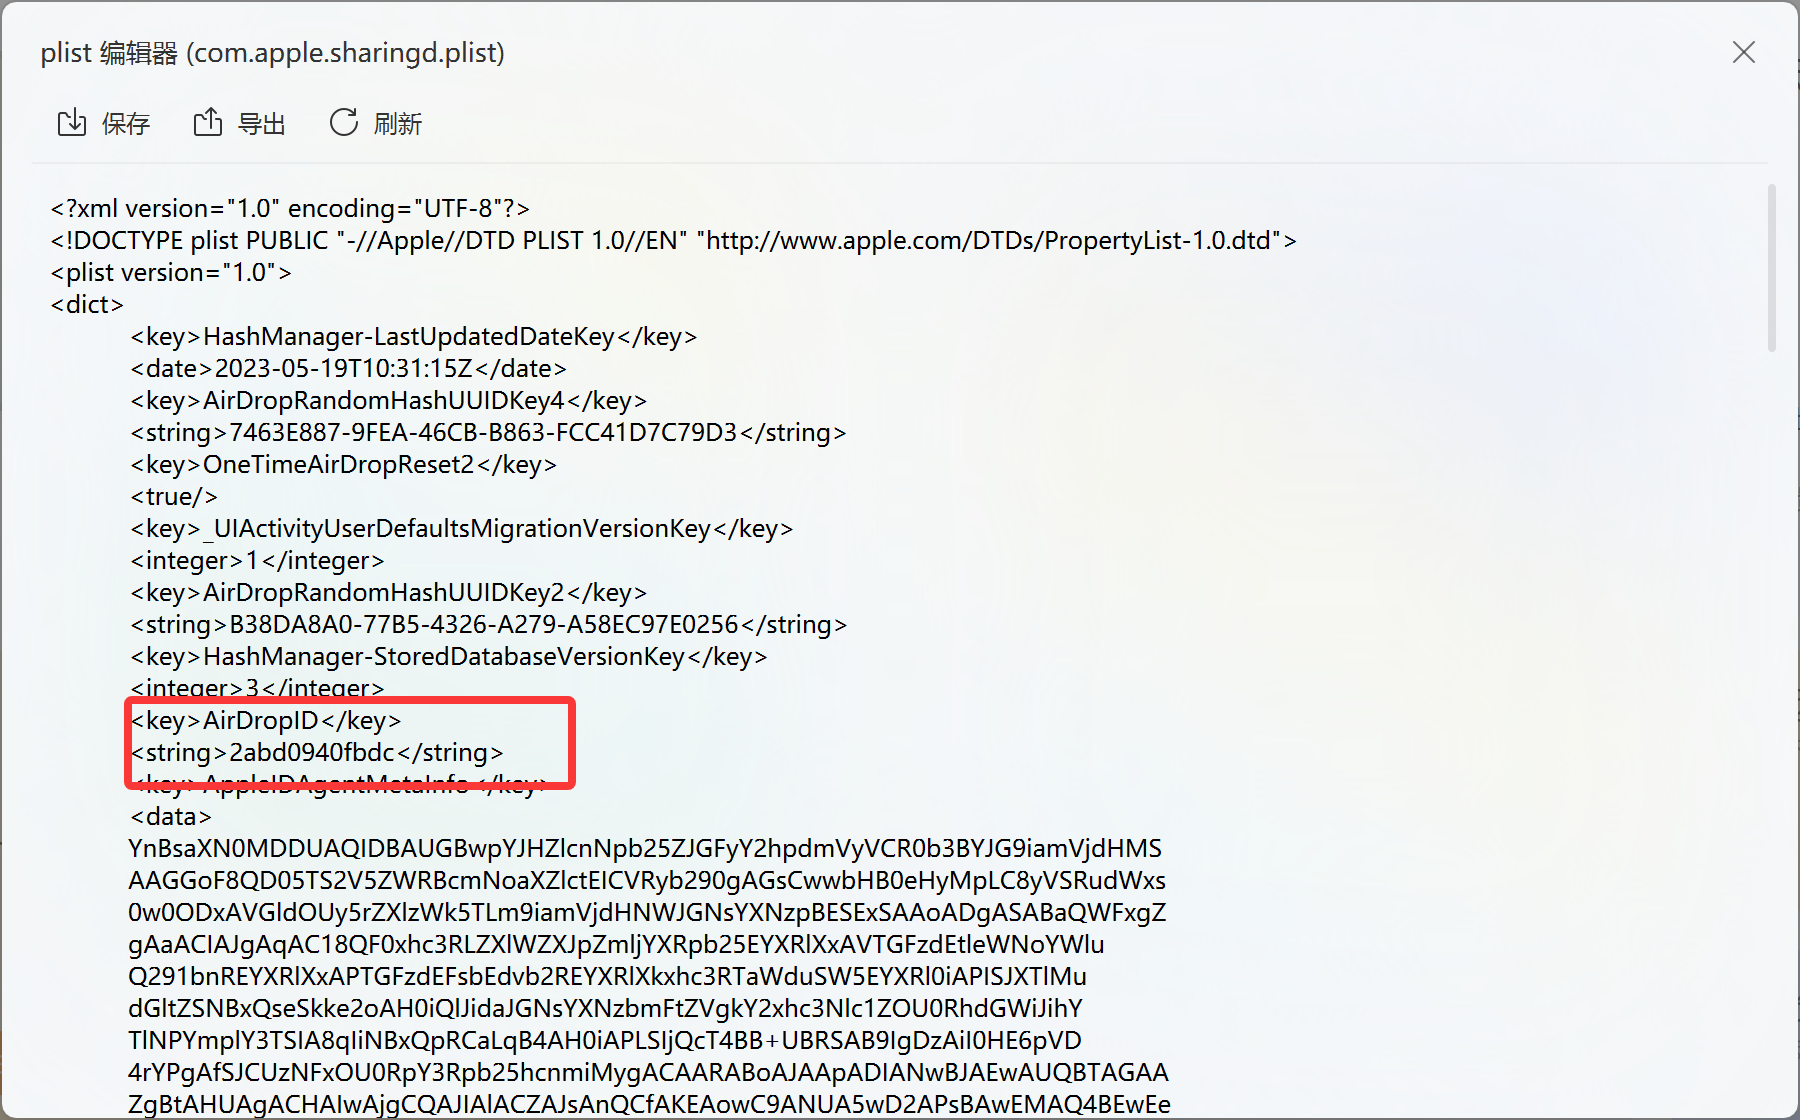 plist 编辑器 (com.apple.sharingd.plist)
保存 导出 刷新
<?xml version="1.0" encoding="UTF-8"?>
<!DOCTYPE plist PUBLIC "-//Apple//DTD PLIST 1.0//EN" "http://www.apple.com/DTDs/PropertyList-1.0.dtd">
<plist version="1.0">
<dict>
<key>HashManager-LastUpdatedDateKey</key>
<date>2023-05-19T10:31:15Z</date>
<key>AirDropRandomHashUUIDKey4</key>
<string>7463E887-9FEA-46CB-B863-FCC41D7C79D3</string>
<key>OneTimeAirDropReset2</key>
<true/>
<key>_UIActivityUserDefaultsMigrationVersionKey</key>
<integer>1</integer>
<key>AirDropRandomHashUUIDKey2</key>
<string>B38DA8A0-77B5-4326-A279-A58EC97E0256</string>
<key>HashManager-StoredDatabaseVersionKey</key>
<integer>3</integer>
<key>AirDropID</key>
<string>2abd0940fbdc</string>
<key>AppleIDAgentMetaInfo</key>
<data>
YnBsaXN0MDDUAQIDBAUGBwpYJHZlcnNpb25ZJGFyY2hpdmVyVCR0b3BYJG9iamVjdHMS
AAGGoF8QD05TS2V5ZWRBcmNoaXZlctEICVRyb290gAGsCwwbHB0eHyMpLC8yVSRudWxs
0w0ODxAVGldOUy5rZXlzWk5TLm9iamVjdHNWJGNsYXNzpBESExSAAoADgASABaQWFxgZ
gAaACIAJgAqAC18QF0xhc3RLZXlWZXJpZmljYXRpb25EYXRlXxAVTGFzdEtleWNoYWlu
Q291bnREYXRlXxAPTGFzdEFsbEdvb2REYXRlXkxhc3RTaWduSW5EYXRl0iAPISJXTlMu
dGltZSNBxQseSkke2oAH0iQlJidaJGNsYXNzbmFtZVgkY2xhc3Nlc1ZOU0RhdGWiJihY
TlNPYmplY3TSIA8qIiNBxQpRCaLqB4AH0iAPLSIjQcT4BB+UBRSAB9IgDzAiI0HE6pVD
4rYPgAfSJCUzNFxOU0RpY3Rpb25hcnmiMygACAARABoAJAApADIANwBJAEwAUQBTAGAA
ZgBtAHUAgACHAIwAjgCQAJIAlACZAJsAnQCfAKEAowC9ANUA5wD2APsBAwEMAQ4BEwEe